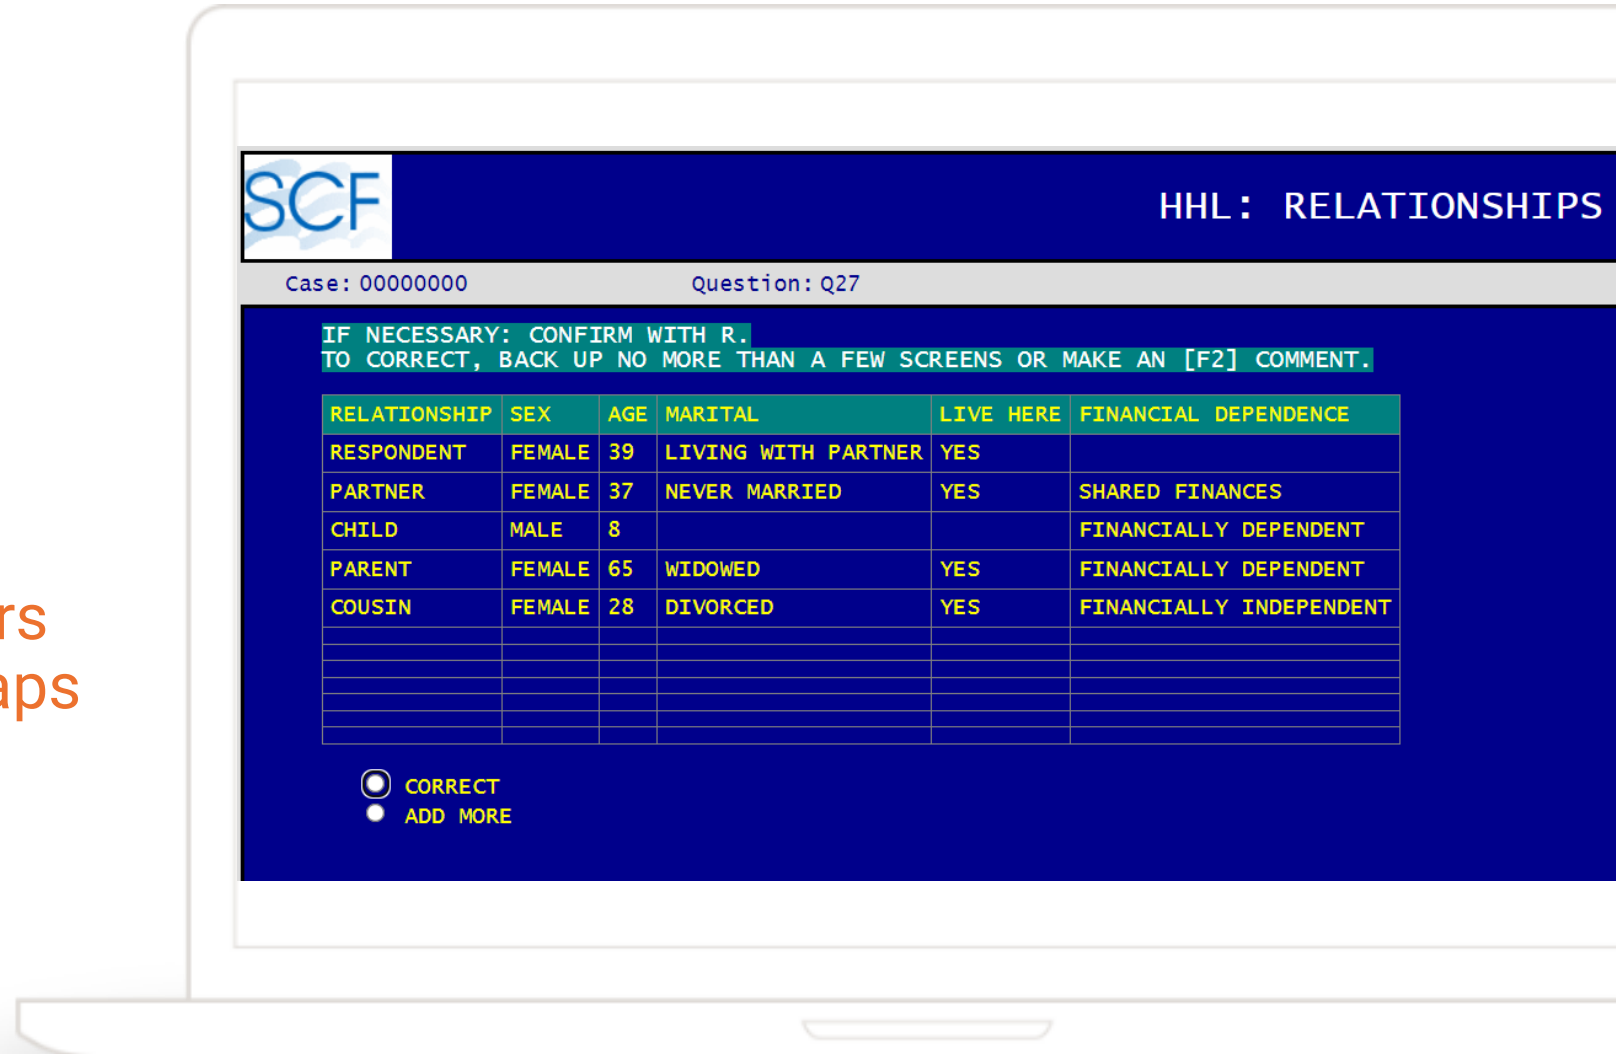 SCF
HHL: RELATIONSHIPS
Case: 00000000 Question: Q27
IF NECESSARY: CONFIRM WITH R.
TO CORRECT, BACK UP NO MORE THAN A FEW SCREENS OR MAKE AN [F2] COMMENT.
RELATIONSHIP SEX AGE MARITAL LIVE HERE FINANCIAL DEPENDENCE
RESPONDENT FEMALE 39 LIVING WITH PARTNER YES
PARTNER FEMALE 37 NEVER MARRIED YES SHARED FINANCES
CHILD MALE 8 FINANCIALLY DEPENDENT
PARENT FEMALE 65 WIDOWED YES FINANCIALLY DEPENDENT
COUSIN FEMALE 28 DIVORCED YES FINANCIALLY INDEPENDENT
CORRECT
ADD MORE
rs
aps